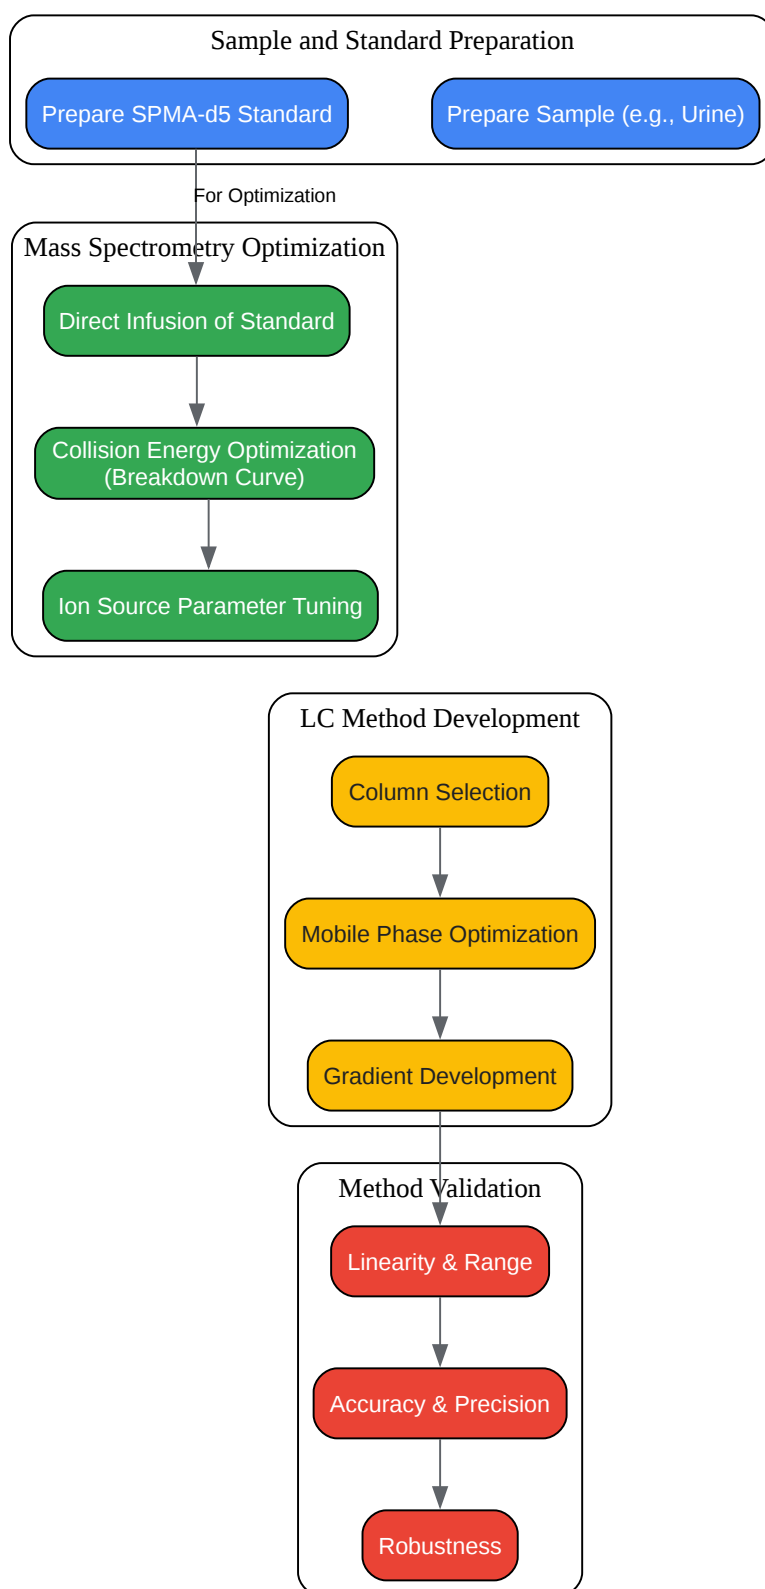 Sample and Standard Preparation
Prepare SPMA-d5 Standard
Prepare Sample (e.g., Urine)
For Optimization
Mass Spectrometry Optimization
Direct Infusion of Standard
Collision Energy Optimization
(Breakdown Curve)
Ion Source Parameter Tuning
LC Method Development
Column Selection
Mobile Phase Optimization
Gradient Development
Method Validation
Linearity & Range
Accuracy & Precision
Robustness